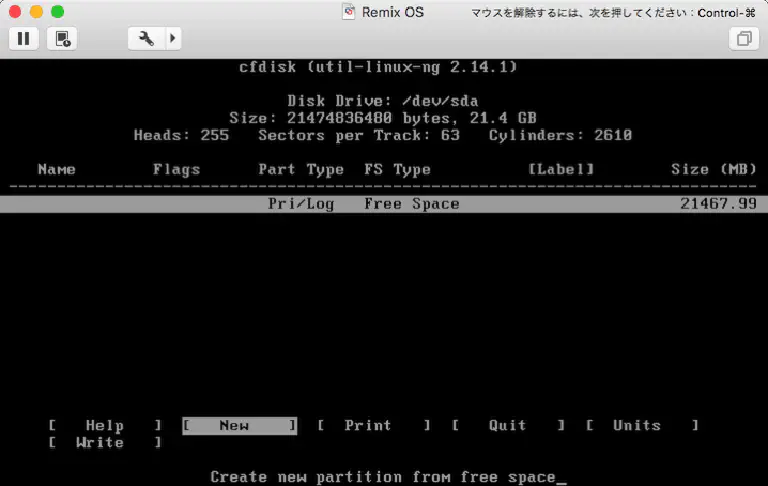 Remix OS
マウスを解除するには、次を押してください：Control-⌘
cfdisk (util-linux-ng 2.14.1)
Disk Drive: /dev/sda
Size: 21474836480 bytes, 21.4 GB
Heads: 255   Sectors per Track: 63   Cylinders: 2610
Name   Flags   Part Type   FS Type   [Label]   Size (MB)
Pri/Log   Free Space   21467.99
[ Help ]   [ New ]   [ Print ]   [ Quit ]   [ Units ]
[ Write ]
Create new partition from free space_